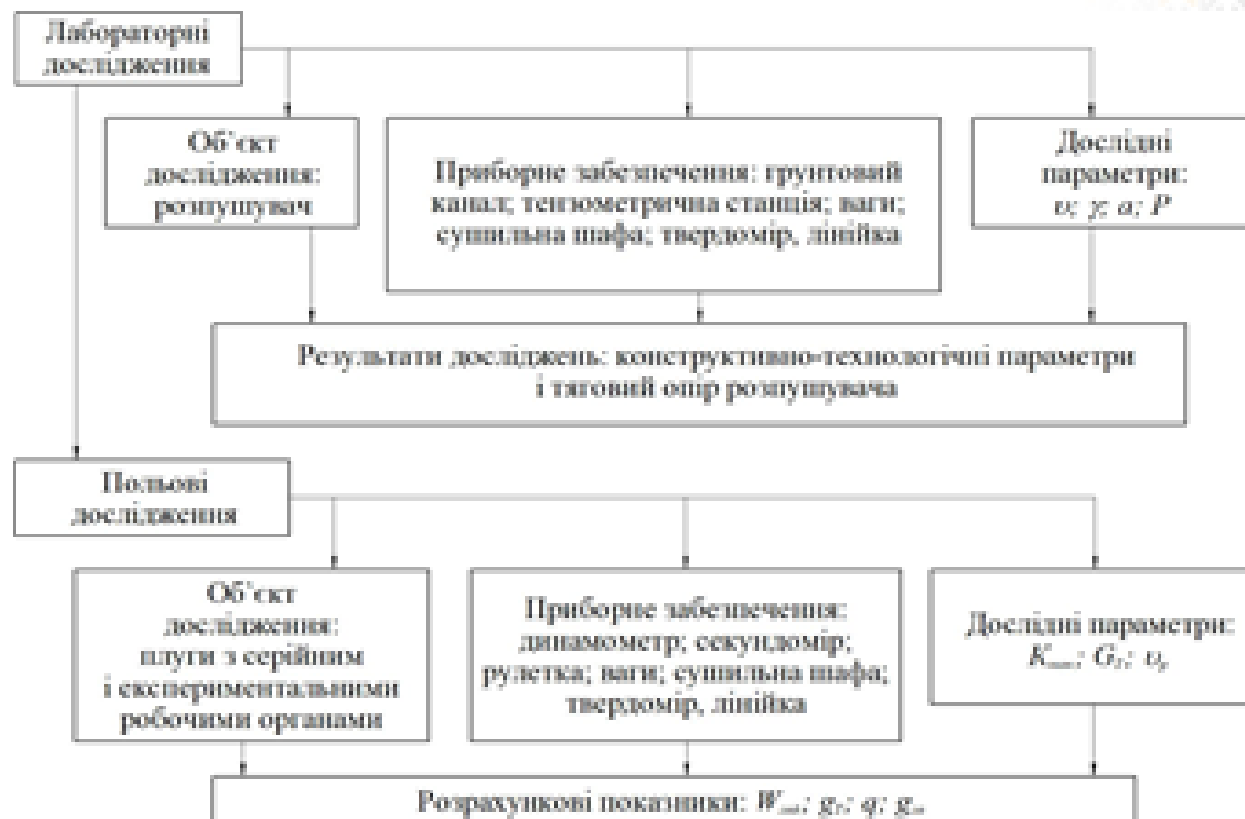 Лабораторні
дослідження
Об'єкт
дослідження:
розпушувач
Приборне забезпечення: ґрунтовий
канал; тензометрична станція; ваги;
сушильна шафа; твердомір, лінійка
Дослідні
параметри:
υ; γ; a; P
Результати досліджень: конструктивно-технологічні параметри
і тяговий опір розпушувача
Польові
дослідження
Об'єкт
дослідження:
плуги з серійним
і експериментальними
робочими органами
Приборне забезпечення:
динамометр; секундомір;
рулетка; ваги; сушильна шафа;
твердомір, лінійка
Дослідні параметри:
Розрахункові показники: